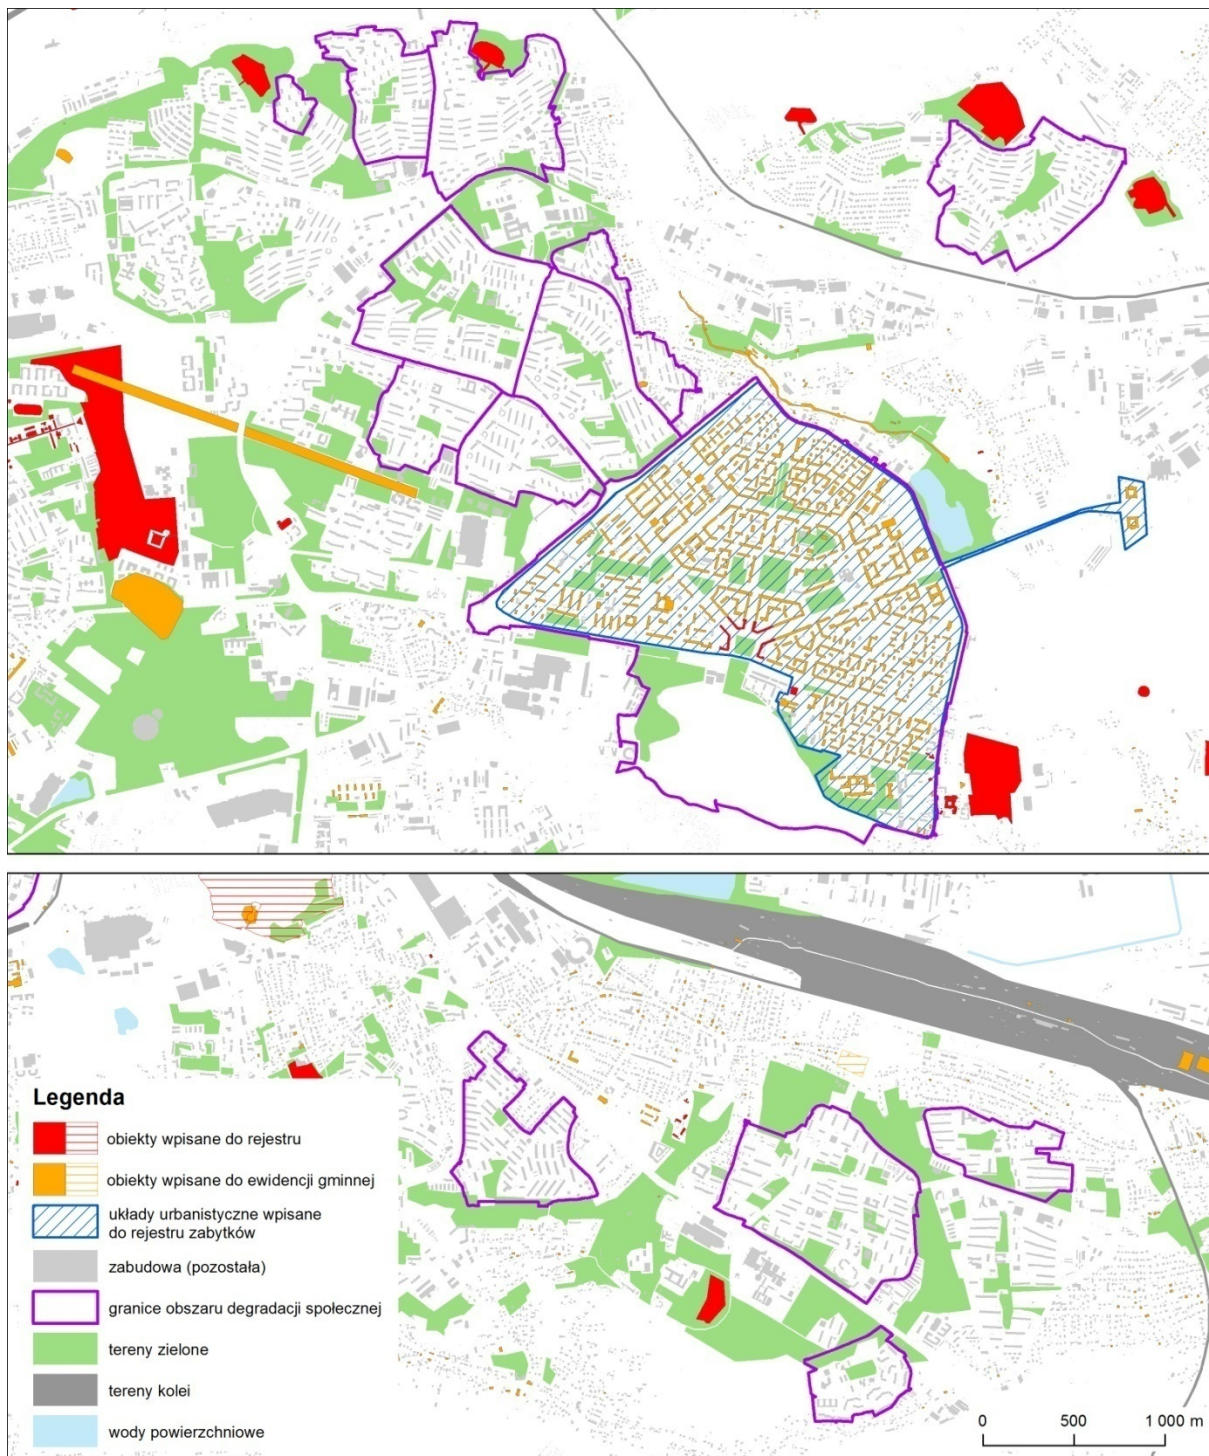 Legenda
obiekty wpisane do rejestru
obiekty wpisane do ewidencji gminnej
układy urbanistyczne wpisane
do rejestru zabytków
zabudowa (pozostała)
granice obszaru degradacji społecznej
tereny zielone
tereny kolei
wody powierzchniowe
0 500 1 000 m